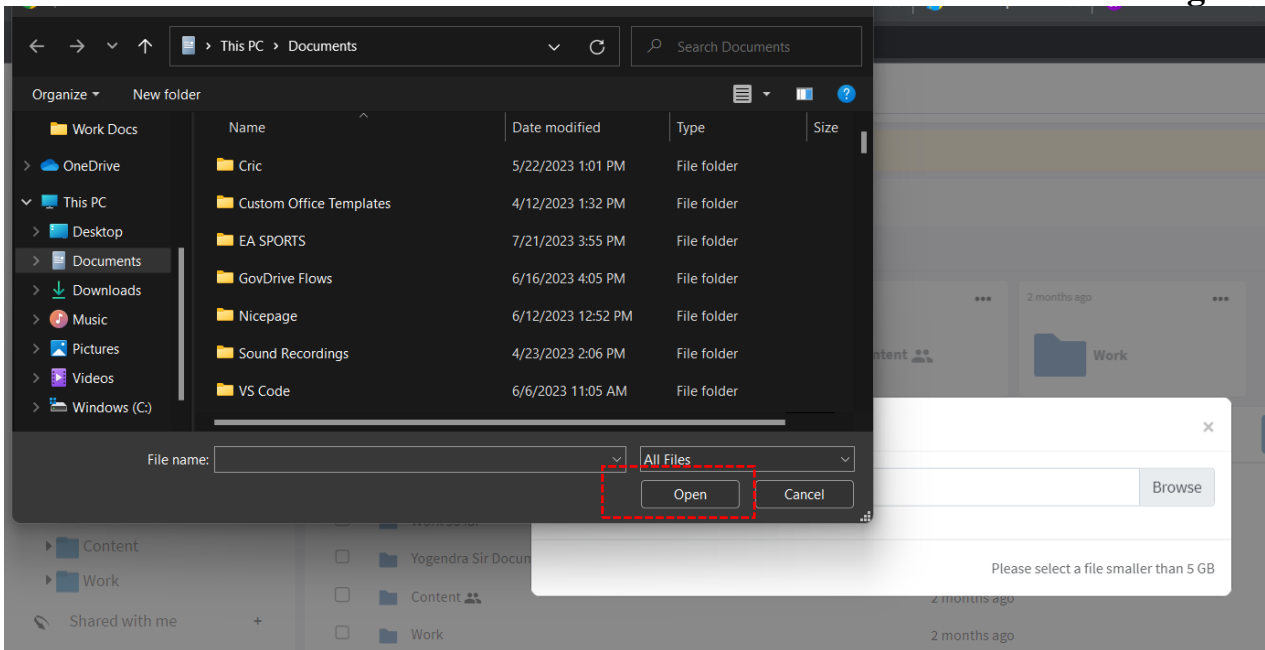 This PC > Documents
Search Documents
Organize
New folder
Name
Date modified
Type
Size
Work Docs
OneDrive
This PC
Desktop
Documents
Downloads
Music
Pictures
Videos
Windows (C:)
Cric 5/22/2023 1:01 PM File folder
Custom Office Templates 4/12/2023 1:32 PM File folder
EA SPORTS 7/21/2023 3:55 PM File folder
GovDrive Flows 6/16/2023 4:05 PM File folder
Nicepage 6/12/2023 12:52 PM File folder
Sound Recordings 4/23/2023 2:06 PM File folder
VS Code 6/6/2023 11:05 AM File folder
File name:
All Files
Open
Cancel
2 months ago
Work
Browse
Please select a file smaller than 5 GB
Content
Work
Shared with me +
Yogendra Sir
Content 2 months ago
Work 2 months ago